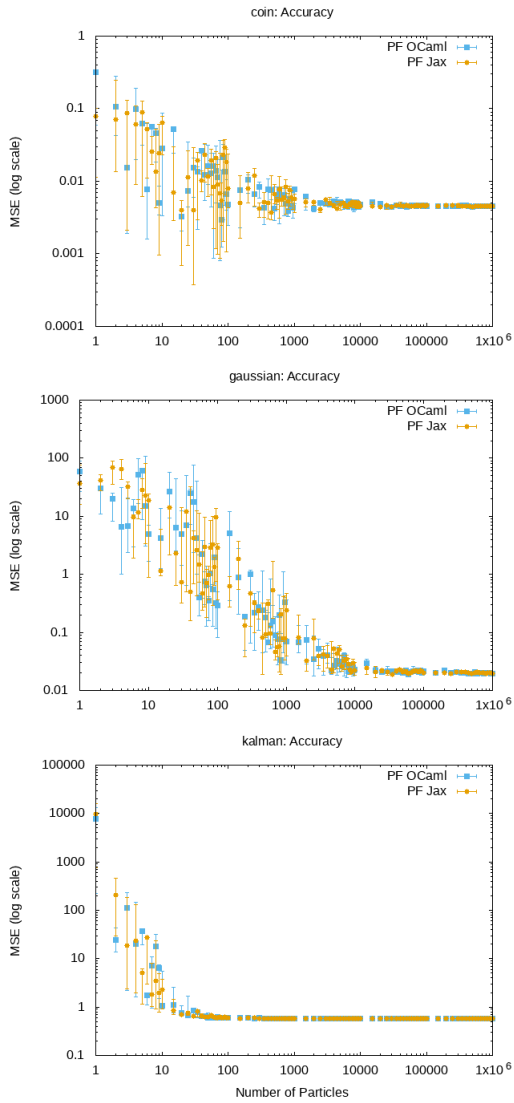 coin: Accuracy
PF OCaml
PF Jax
MSE (log scale)
1
0.1
0.01
0.001
0.0001
1 10 100 1000 10000 100000 1x10^6
gaussian: Accuracy
PF OCaml
PF Jax
MSE (log scale)
1000
100
10
1
0.1
0.01
1 10 100 1000 10000 100000 1x10^6
kalman: Accuracy
PF OCaml
PF Jax
MSE (log scale)
100000
10000
1000
100
10
1
0.1
1 10 100 1000 10000 100000 1x10^6
Number of Particles